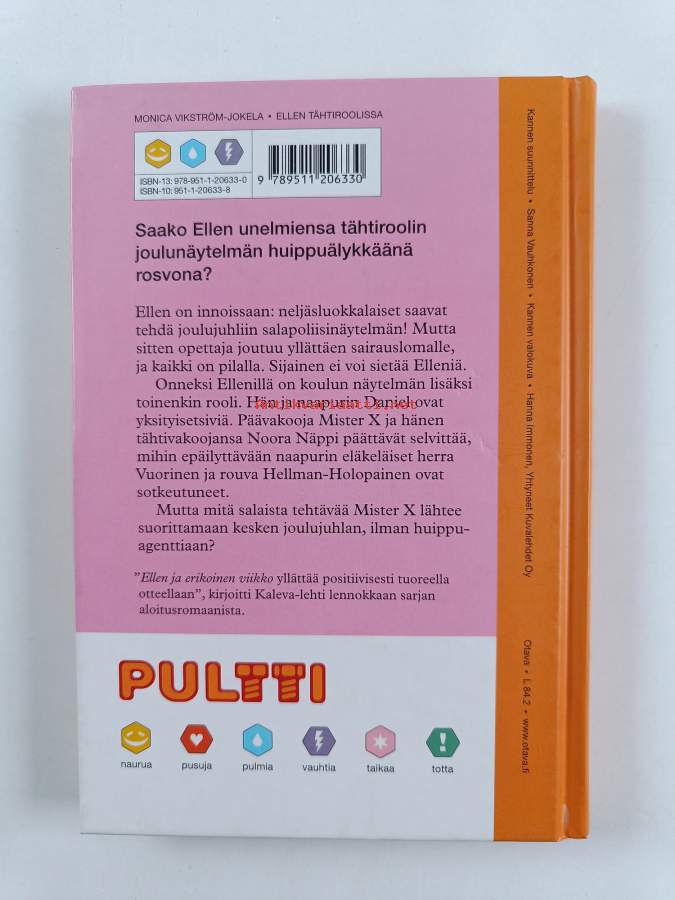 MONICA VIKSTRÖM-JOKELA • ELLEN TÄHTIROOLISSA
ISBN-13: 978-951-1-20633-0
ISBN-10: 951-1-20633-8
9 789511 206330
Saako Ellen unelmiensa tähtiroolin
joulunäytelmän huippuälykkäänä
rosvona?
Ellen on innoissaan: neljäsluokkalaiset saavat
tehdä joulujuhliin salapoliisinäytelmän! Mutta
sitten opettaja joutuu yllättäen sairauslomalle,
ja kaikki on pilalla. Sijainen ei voi sietää Elleniä.
Onneksi Ellenillä on koulun näytelmän lisäksi
toinenkin rooli. Hän ja naapurin Daniel ovat
antikvariaatti.net
yksityisetsiviä. Päävakooja Mister X ja hänen
tähtivakoojansa Noora Näppi päättävät selvittää,
mihin epäilyttävään naapurin eläkeläiset herra
Vuorinen ja rouva Hellman-Holopainen ovat
sotkeutuneet.
Mutta mitä salaista tehtävää Mister X lähtee
suorittamaan kesken joulujuhlan, ilman huippu-
agenttiaan?
”Ellen ja erikoinen viikko yllättää positiivisesti tuoreella
otteellaan”, kirjoitti Kaleva-lehti lennokkaan sarjan
aloitusromaanista.
PULTTI
naurua pusuja pulmia vauhtia taikaa totta
Kannen suunnittelu • Sanna Vauhkonen • Kannen valokuva • Hanna Immonen, Yhtyneet Kuvalehdet Oy
Otava • L 84.2 • www.otava.fi